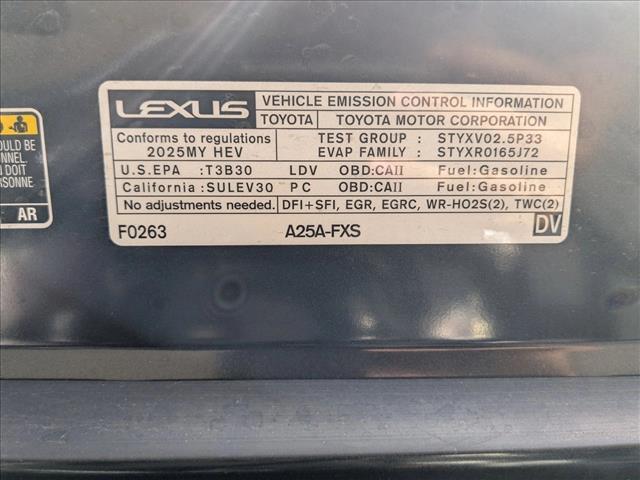 LEXUS VEHICLE EMISSION CONTROL INFORMATION
TOYOTA TOYOTA MOTOR CORPORATION
Conforms to regulations TEST GROUP : STYXV02.5P33
2025MY HEV EVAP FAMILY : STYXR0165J72
U.S.EPA :T3B30 LDV OBD:CAII Fuel:Gasoline
California:SULEV30 PC OBD:CAII Fuel:Gasoline
No adjustments needed. DFI+SFI, EGR, EGRC, WR-HO2S(2), TWC(2)
F0263 A25A-FXS DV
OULD BE
NNEL.
N DOIT
ERSONNE
AR